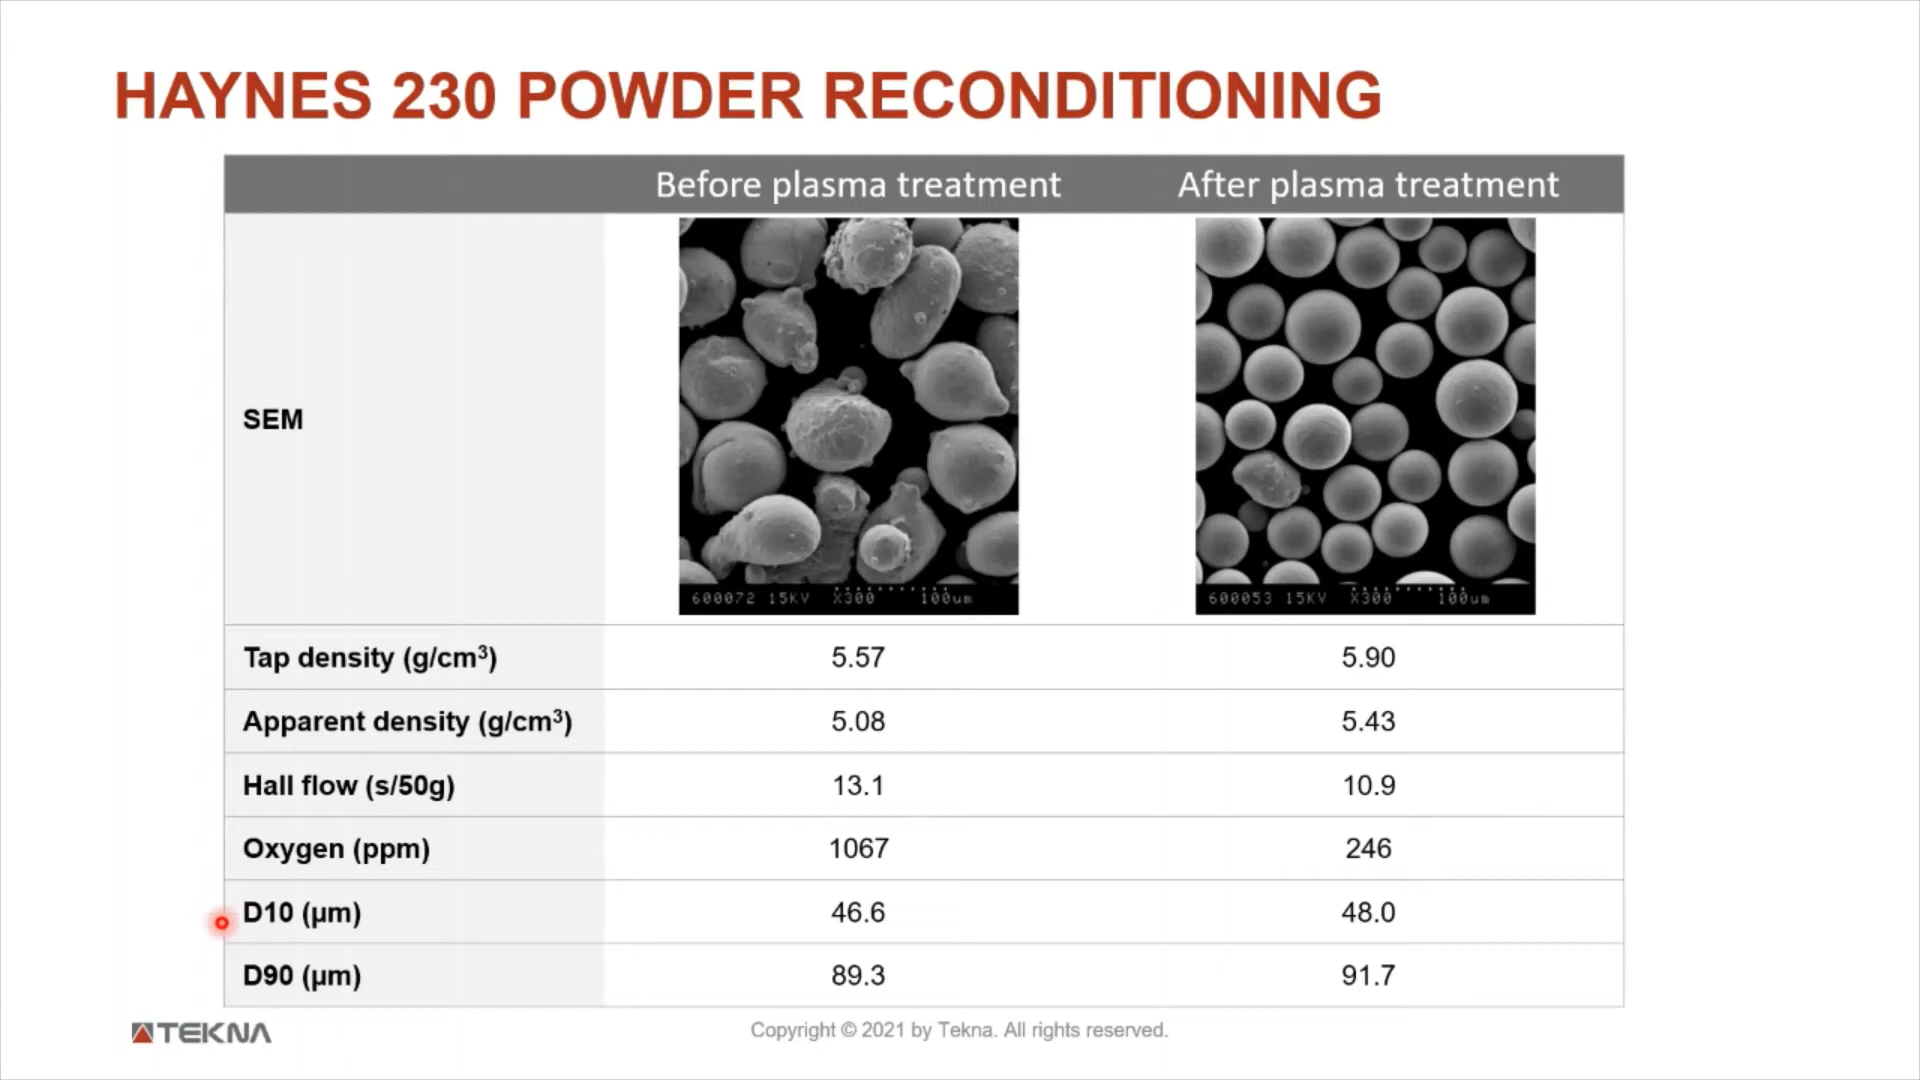 HAYNES 230 POWDER RECONDITIONING
Before plasma treatment After plasma treatment
SEM
600072 15KV X300 100um
600053 15KV X300 100um
Tap density (g/cm³) 5.57 5.90
Apparent density (g/cm³) 5.08 5.43
Hall flow (s/50g) 13.1 10.9
Oxygen (ppm) 1067 246
D10 (µm) 46.6 48.0
D90 (µm) 89.3 91.7
TEKNA
Copyright © 2021 by Tekna. All rights reserved.